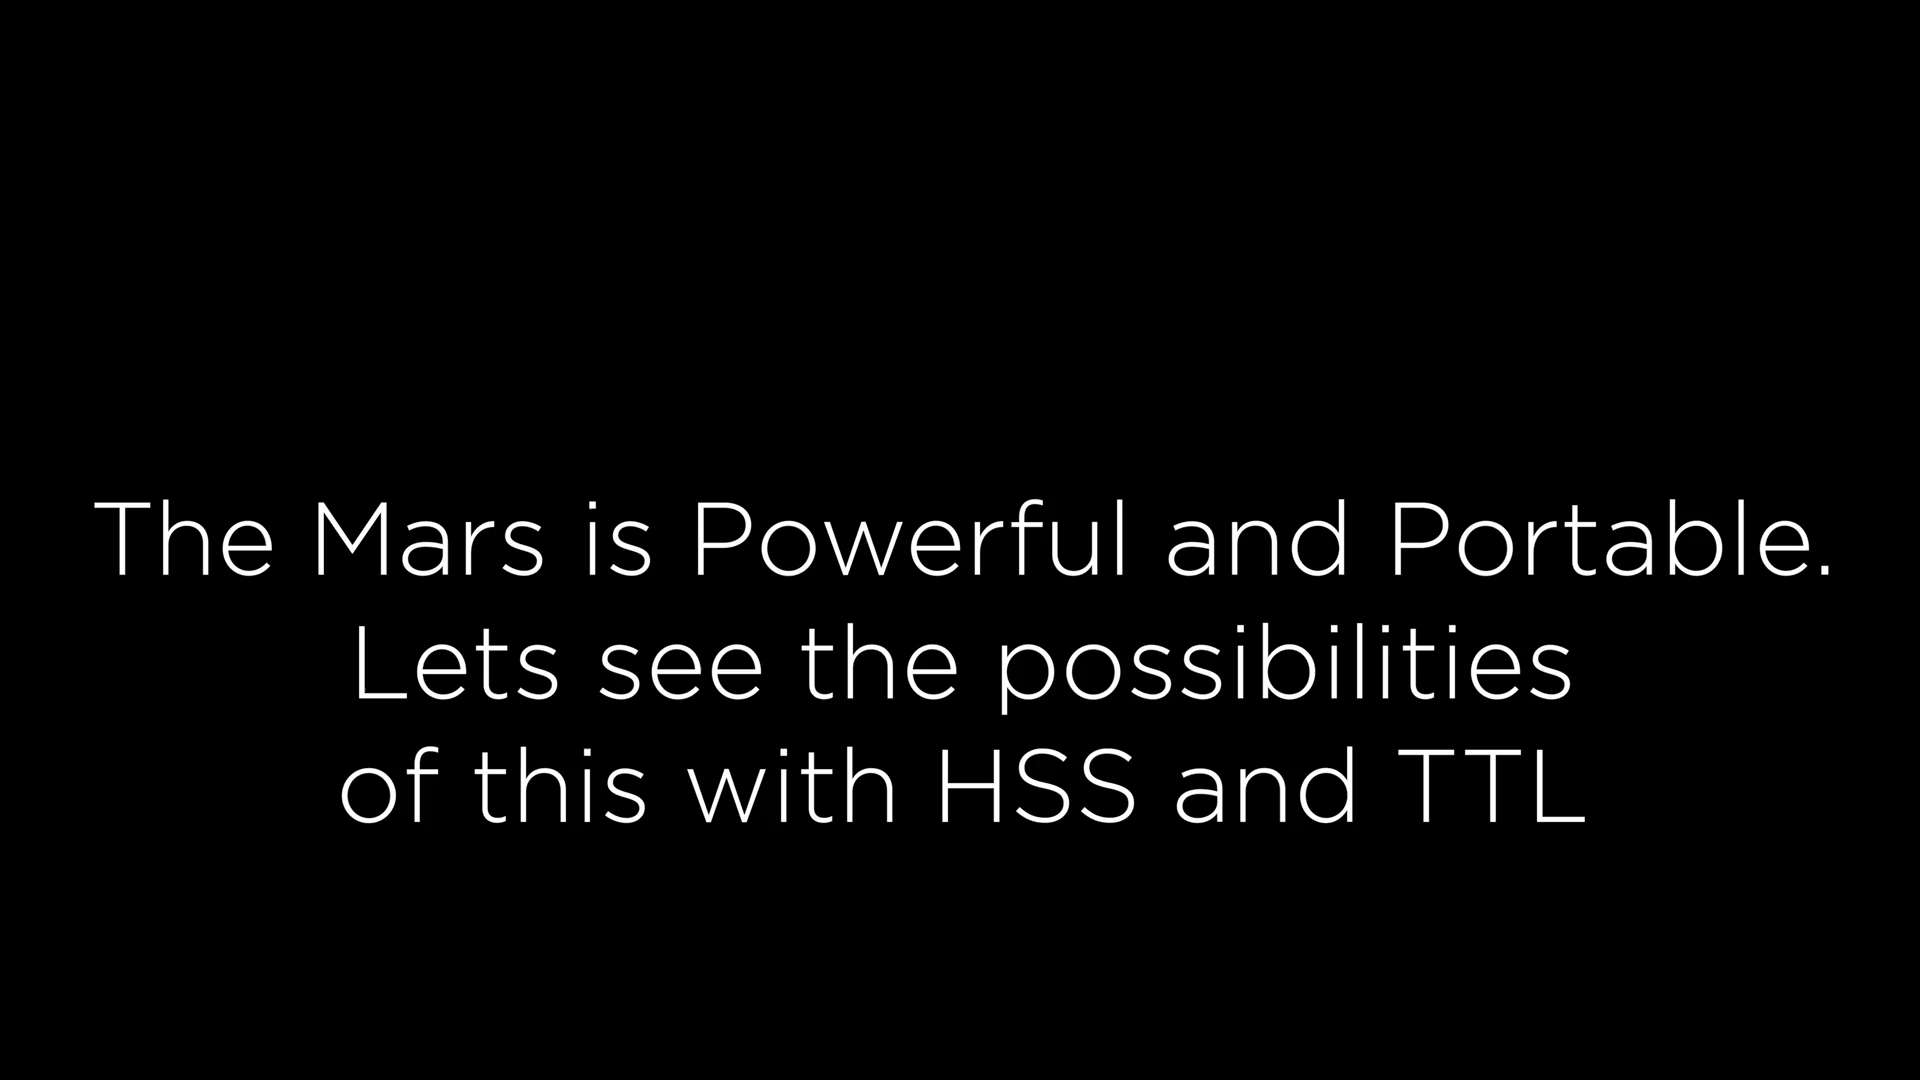 The Mars is Powerful and Portable.
Lets see the possibilities
of this with HSS and TTL